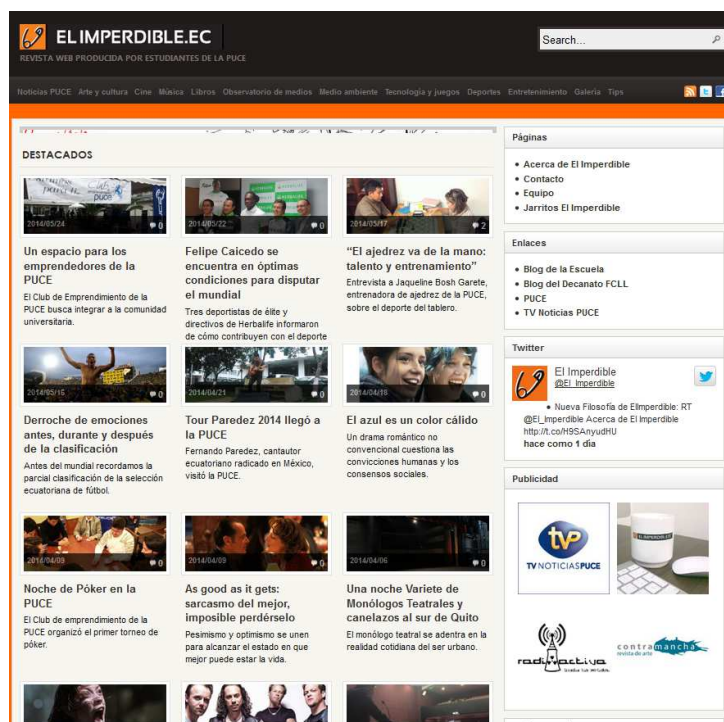 EL IMPERDIBLE.EC
Search...
REVISTA WEB PRODUCIDA POR ESTUDIANTES DE LA PUCE
Noticias PUCE Arte y cultura Cine Música Libros Observatorio de medios Medio ambiente Tecnología y juegos Deportes Entretenimiento Galería Tips
DESTACADOS
2014/05/24 0
Un espacio para los
emprendedores de la
PUCE
El Club de Emprendimiento de la
PUCE busca integrar a la comunidad
universitaria.
2014/05/22 0
Felipe Caicedo se
encuentra en óptimas
condiciones para disputar
el mundial
Tres deportistas de élite y
directivos de Herbalife informaron
de cómo contribuyen con el deporte
2014/05/17 2
“El ajedrez va de la mano:
talento y entrenamiento”
Entrevista a Jaqueline Bosh Garete,
entrenadora de ajedrez de la PUCE,
sobre el deporte del tablero.
2014/05/16 0
Derroche de emociones
antes, durante y después
de la clasificación
Antes del mundial recordamos la
parcial clasificación de la selección
ecuatoriana de fútbol.
2014/04/21 0
Tour Paredez 2014 llegó a
la PUCE
Fernando Paredez, cantautor
ecuatoriano radicado en México,
visitó la PUCE.
2014/04/18 0
El azul es un color cálido
Un drama romántico no
convencional cuestiona las
convicciones humanas y los
consensos sociales.
2014/04/09 0
Noche de Póker en la
PUCE
El Club de emprendimiento de la
PUCE organizó el primer torneo de
póker.
2014/04/09 0
As good as it gets:
sarcasmo del mejor,
imposible perdérselo
Pesimismo y optimismo se unen
para alcanzar el estado en que
mejor puede estar la vida.
2014/04/06 0
Una noche Variete de
Monólogos Teatrales y
canelazos al sur de Quito
El monólogo teatral se adentra en la
realidad cotidiana del ser urbano.
Páginas
Acerca de El Imperdible
Contacto
Equipo
Jarritos El Imperdible
Enlaces
Blog de la Escuela
Blog del Decanato FCLL
PUCE
TV Noticias PUCE
Twitter
El Imperdible
@El_Imperdible
Nueva Filosofía de ElImperdible: RT
@El_Imperdible Acerca de El Imperdible
http://t.co/H9SAnyudHU
hace como 1 día
Publicidad
tvp
TV NOTICIASPUCE
EL IMPERDIBLE.EC
radioactiva
contramancha
revista de arte